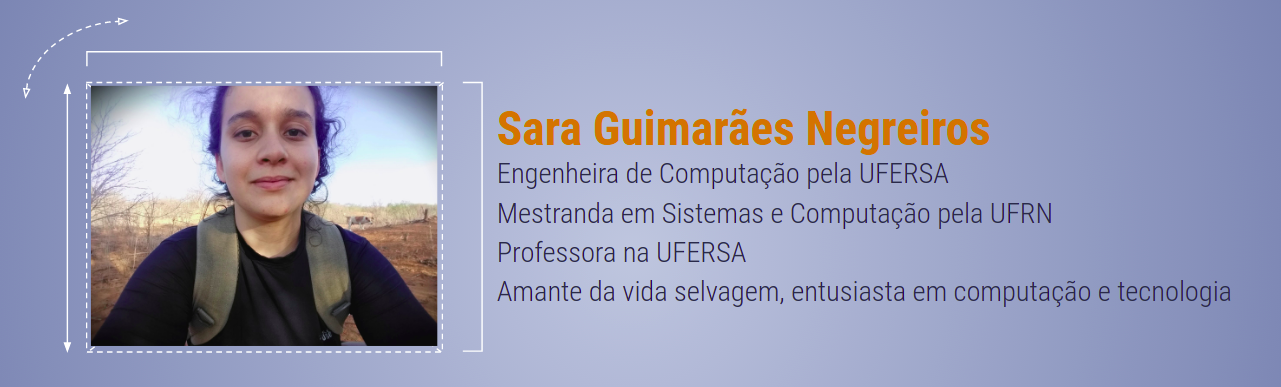 Sara Guimarães Negreiros
Engenheira de Computação pela UFERSA
Mestranda em Sistemas e Computação pela UFRN
Professora na UFERSA
Amante da vida selvagem, entusiasta em computação e tecnologia